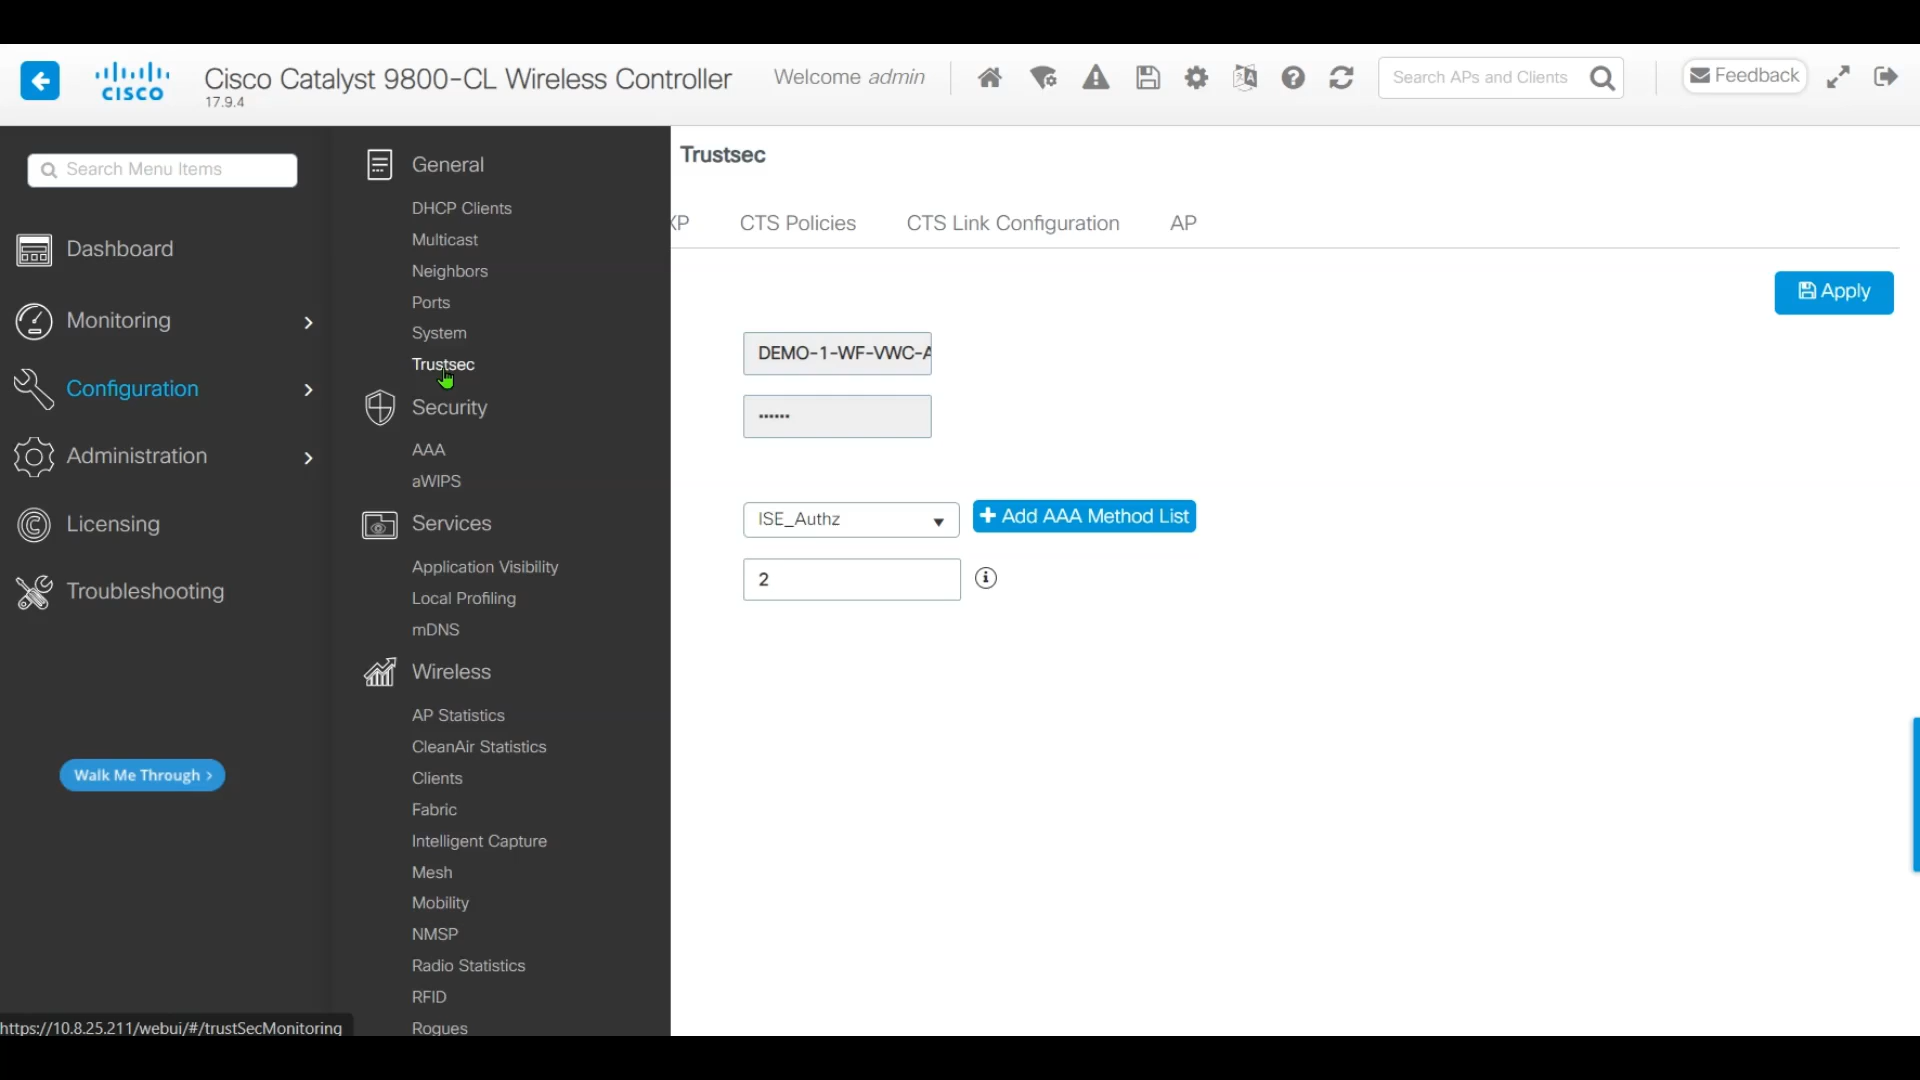 CISCO
Cisco Catalyst 9800-CL Wireless Controller
17.9.4
Welcome admin
Search APs and Clients
Feedback
Search Menu Items
Dashboard
Monitoring
Configuration
Administration
Licensing
Troubleshooting
Walk Me Through >
General
DHCP Clients
Multicast
Neighbors
Ports
System
Trustsec
Security
AAA
aWIPS
Services
Application Visibility
Local Profiling
mDNS
Wireless
AP Statistics
CleanAir Statistics
Clients
Fabric
Intelligent Capture
Mesh
Mobility
NMSP
Radio Statistics
RFID
Rogues
Trustsec
XP CTS Policies CTS Link Configuration AP
Apply
DEMO-1-WF-VWC-A
••••••
ISE_Authz
+ Add AAA Method List
2
https://10.8.25.211/webui/#/trustSecMonitoring